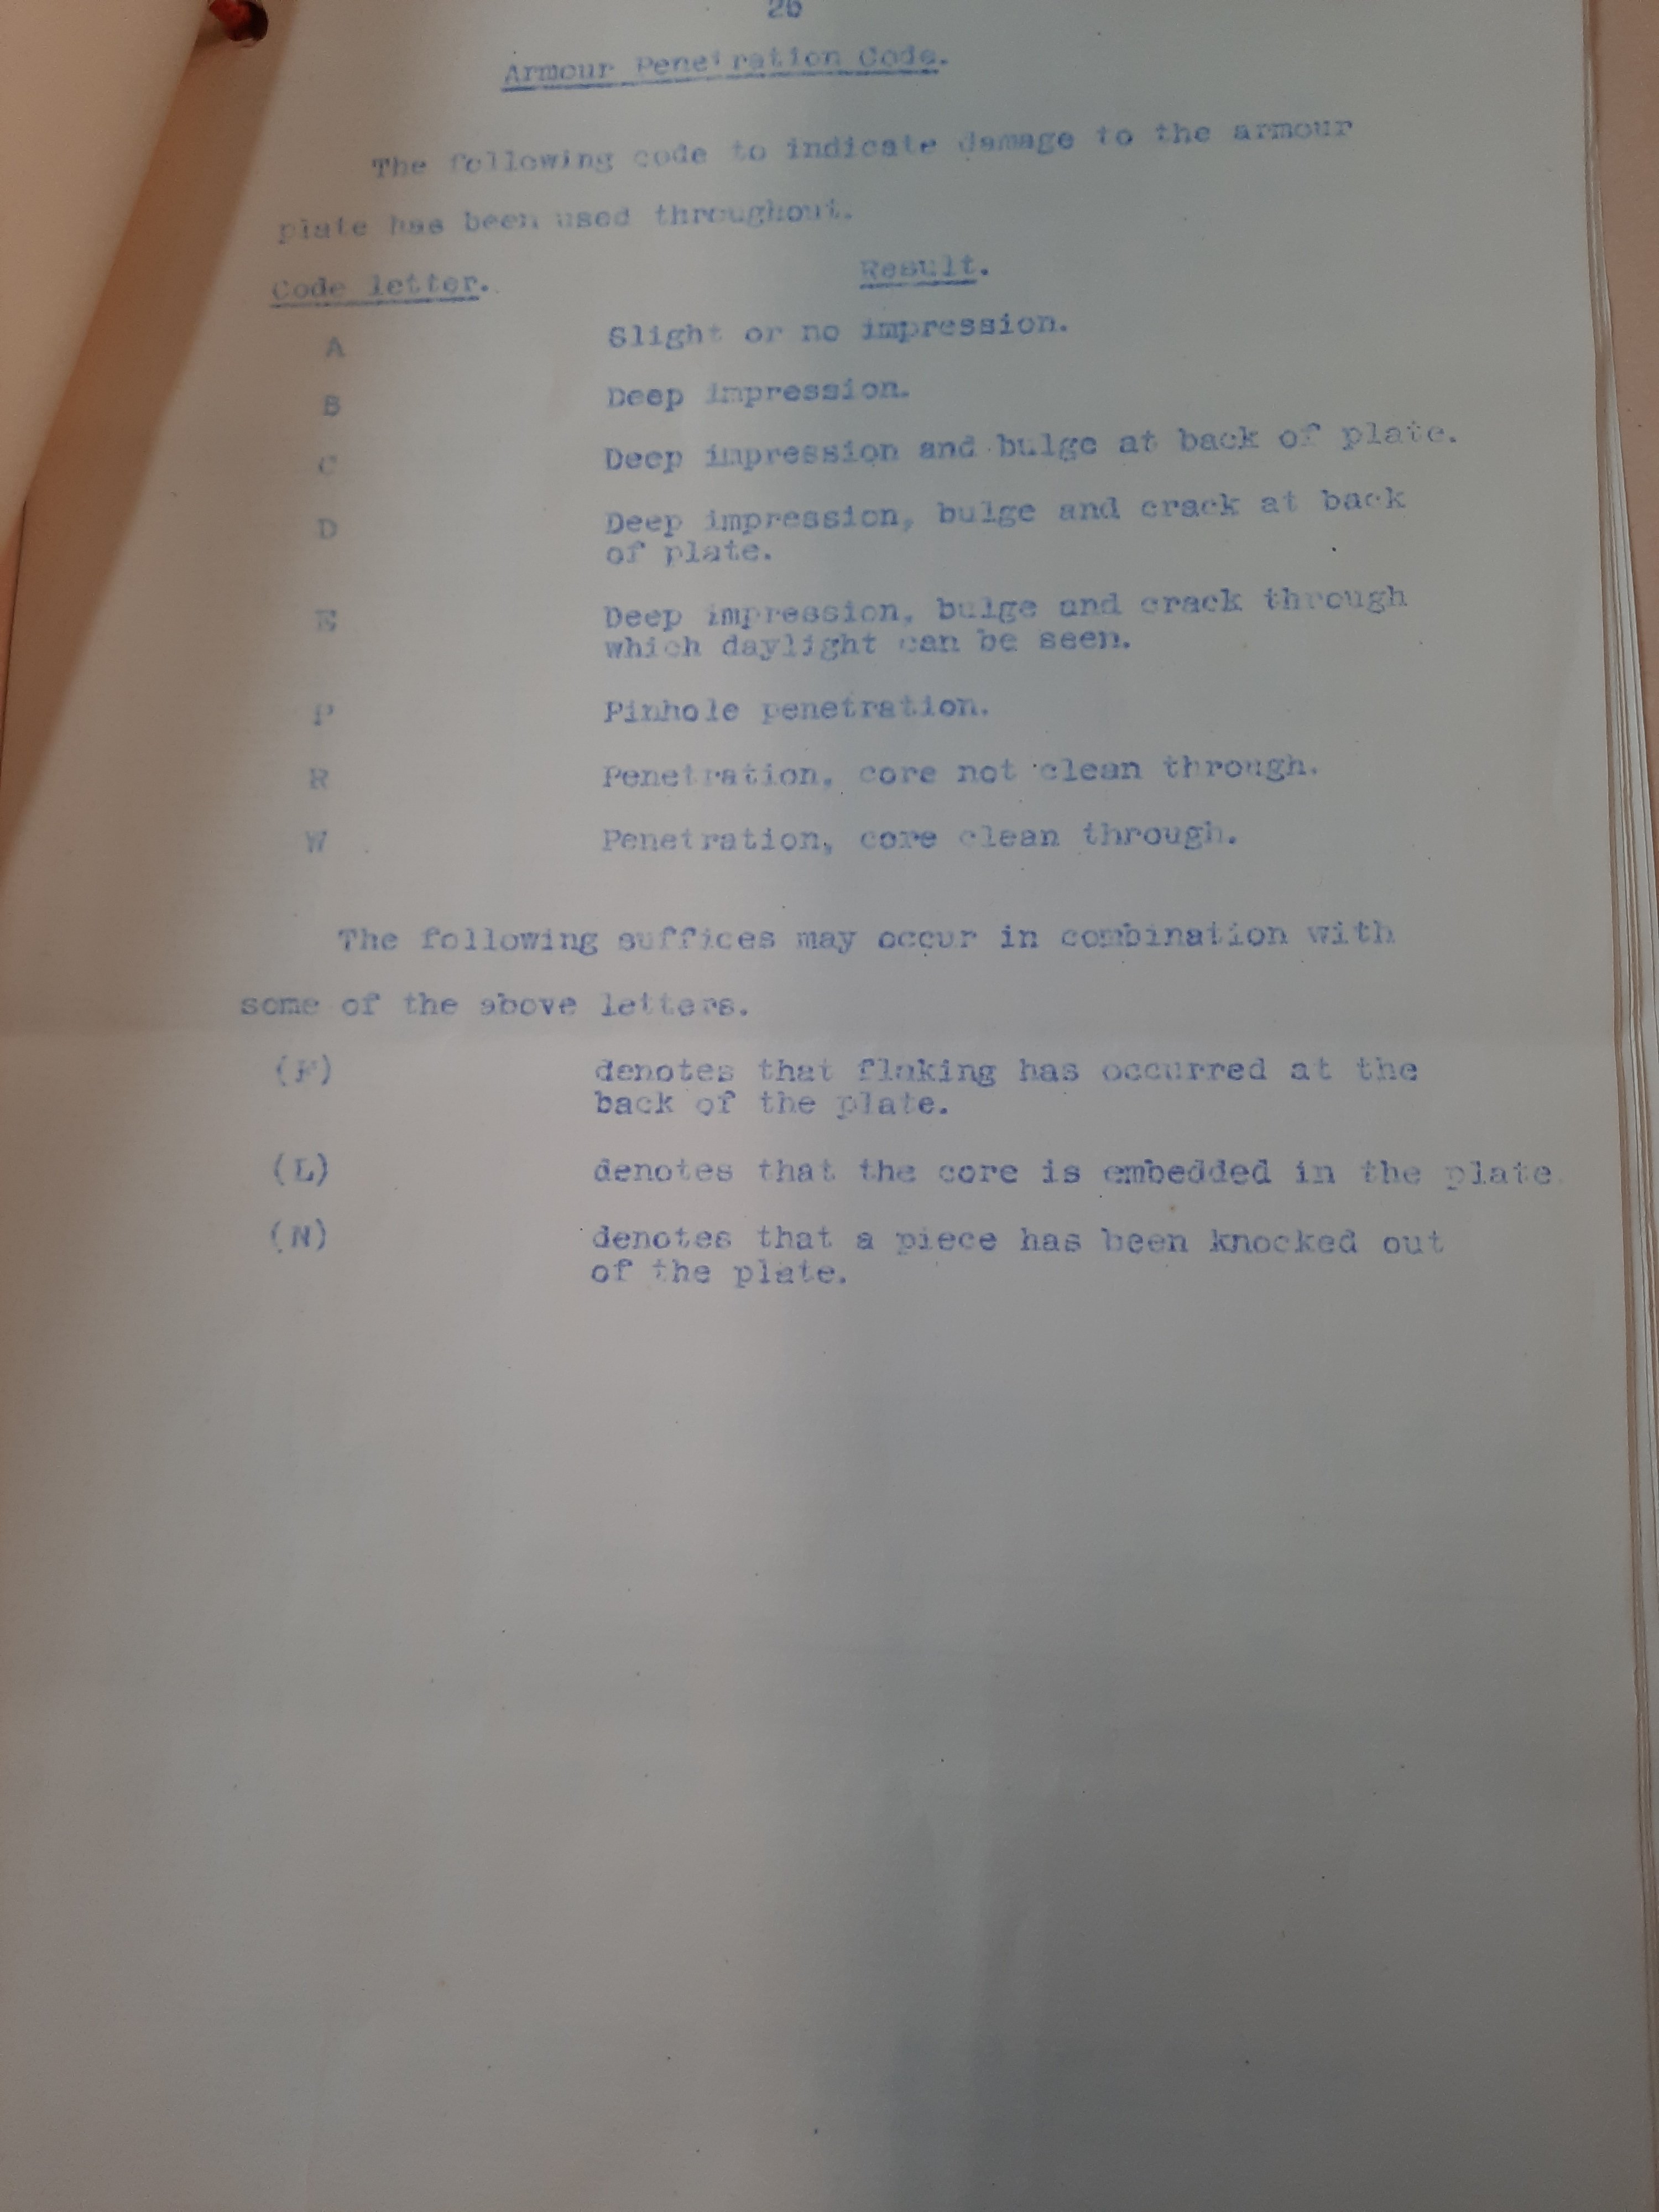 26
Armour Penetration Code.
The following code to indicate damage to the armour
plate has been used throughout.
Code letter. Result.
A Slight or no impression.
B Deep impression.
C Deep impression and bulge at back of plate.
D Deep impression, bulge and crack at back
of plate.
E Deep impression, bulge and crack through
which daylight can be seen.
P Pinhole penetration.
R Penetration, core not clean through.
W Penetration, core clean through.
The following suffices may occur in combination with
some of the above letters.
(F) denotes that flaking has occurred at the
back of the plate.
(L) denotes that the core is embedded in the plate.
(N) denotes that a piece has been knocked out
of the plate.